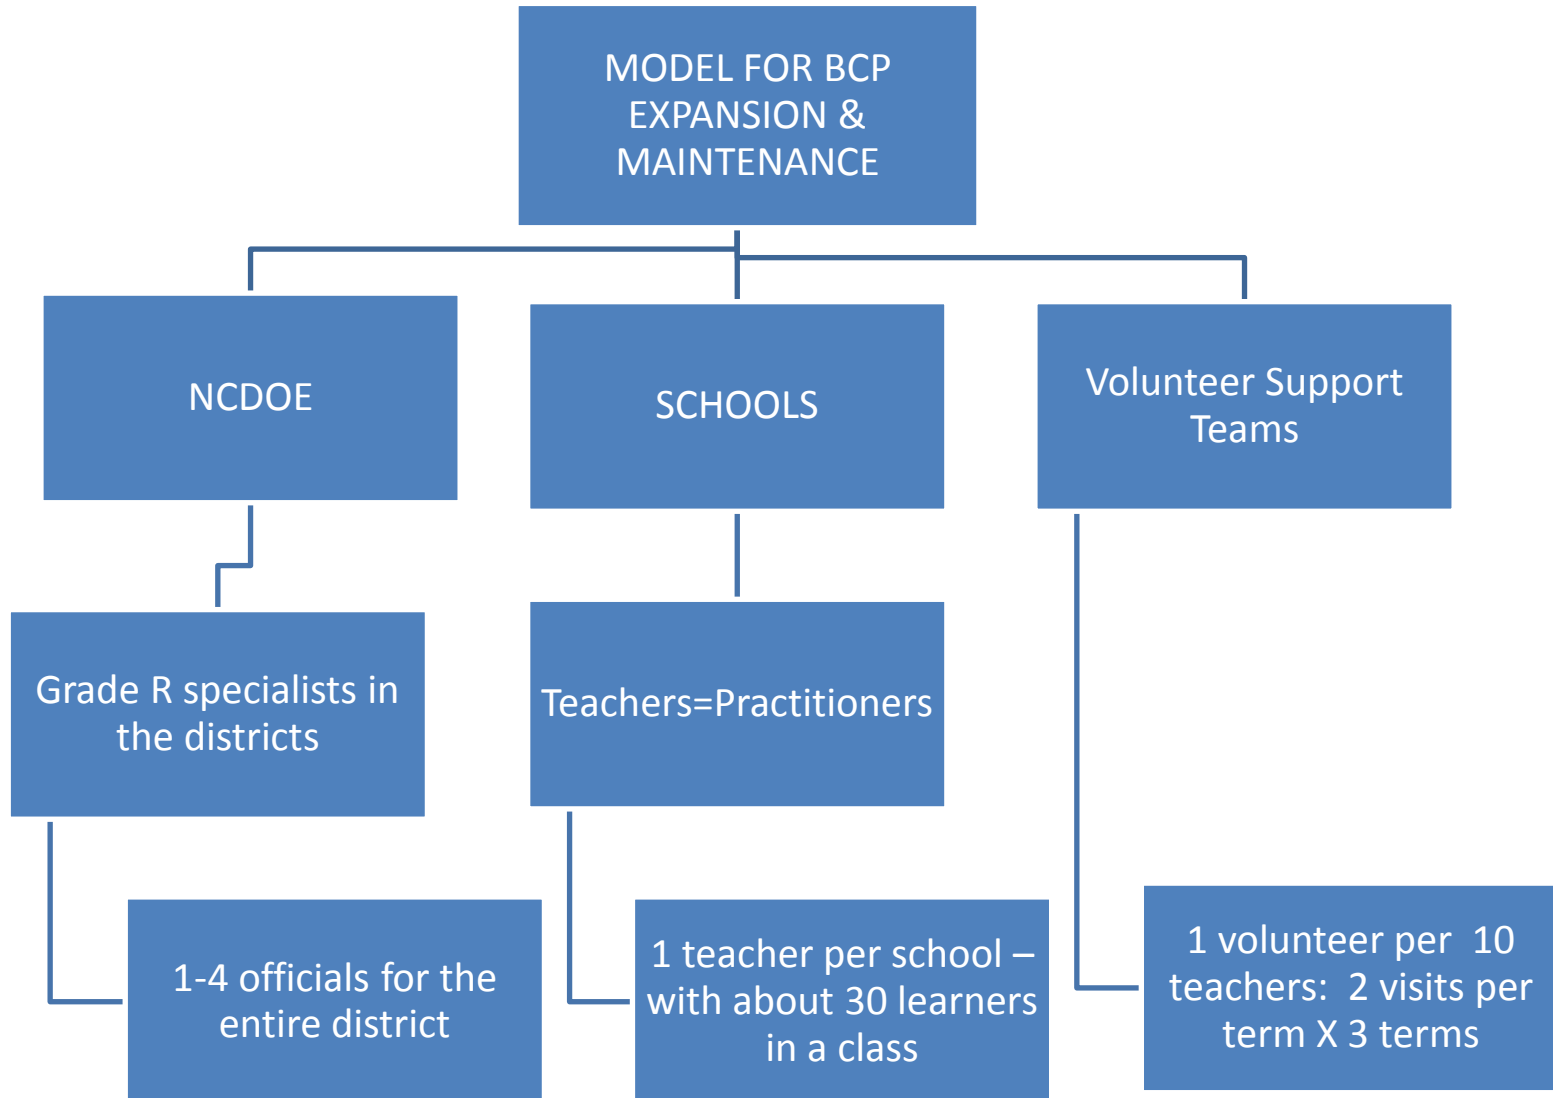 MODEL FOR BCP
EXPANSION &
MAINTENANCE
NCDOE
SCHOOLS
Volunteer Support
Teams
Grade R specialists in
the districts
Teachers=Practitioners
1-4 officials for the
entire district
1 teacher per school –
with about 30 learners
in a class
1 volunteer per  10
teachers:  2 visits per
term X 3 terms